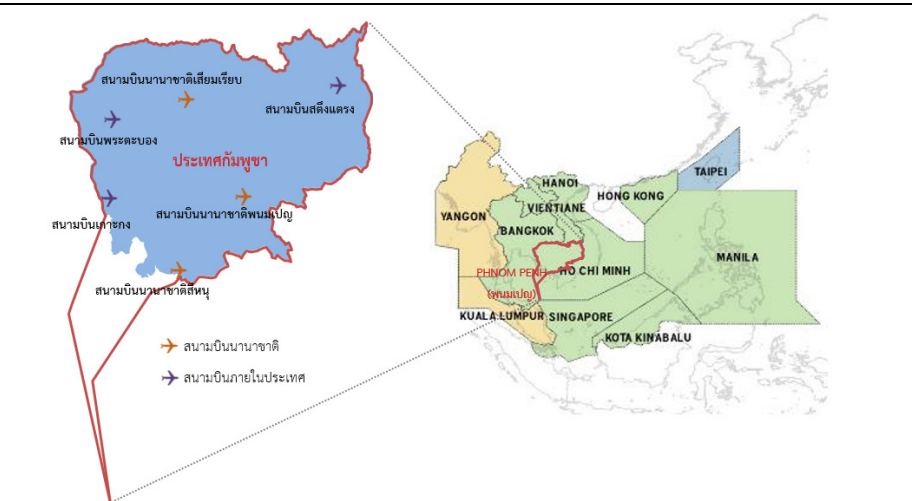 สนามบินนานาชาติเสียมเรียบ
สนามบินสตึงแตรง
สนามบินพระตะบอง
ประเทศกัมพูชา
สนามบินนานาชาติพนมเปญ
สนามบินเกาะกง
สนามบินนานาชาติสีหนุ
สนามบินนานาชาติ
สนามบินภายในประเทศ
TAIPEI
HANOI
HONG KONG
VIENTIANE
YANGON
BANGKOK
MANILA
PHNOM PENH
(พนมเปญ)
HO CHI MINH
KUALA LUMPUR
SINGAPORE
KOTA KINABALU